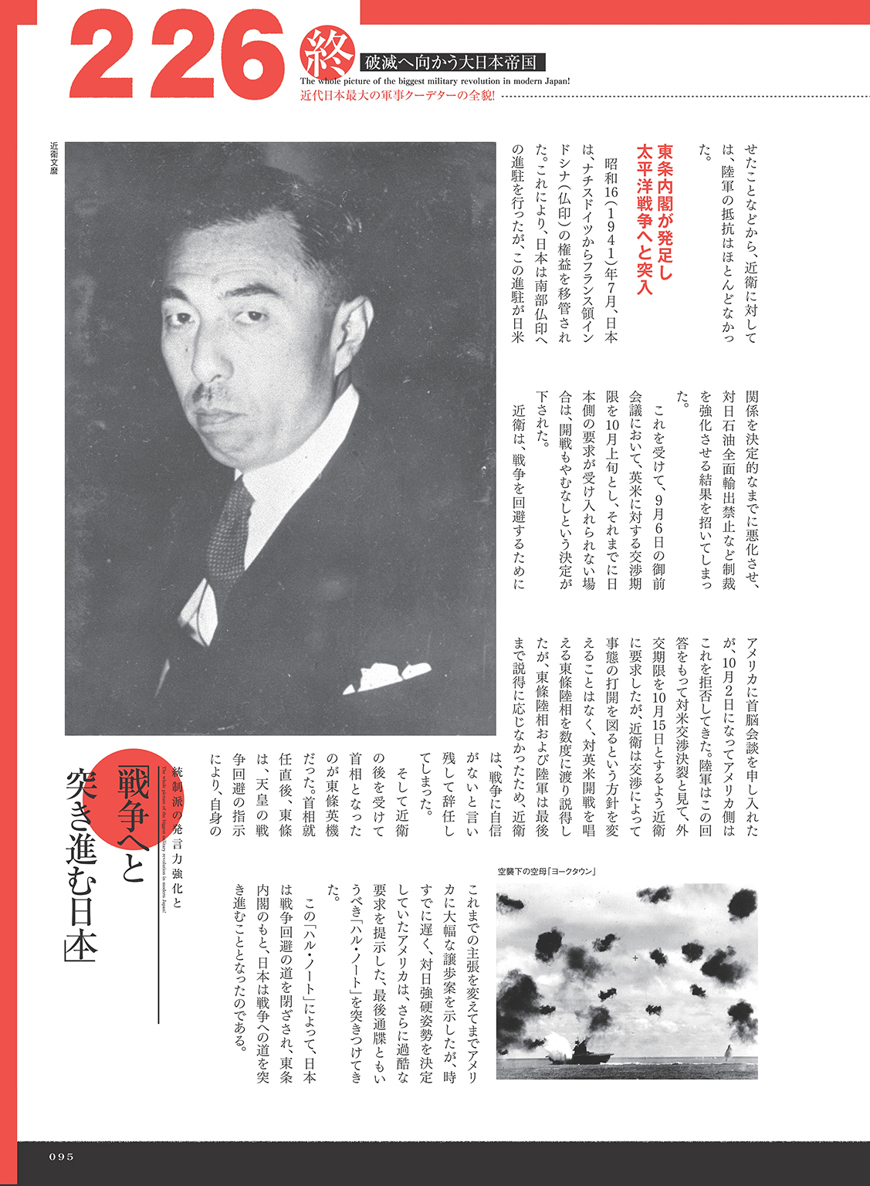 226
終
破滅へ向かう大日本帝国
The whole picture of the biggest military revolution in modern Japan!
近代日本最大の軍事クーデターの全貌!
近衛文麿
せたことなどから、近衛に対して
は、陸軍の抵抗はほとんどなかっ
た。
東条内閣が発足し
太平洋戦争へと突入
昭和16(1941)年7月、日本
は、ナチスドイツからフランス領イン
ドシナ(仏印)の権益を移管され
た。これにより、日本は南部仏印へ
の進駐を行ったが、この進駐が日米
関係を決定的なまでに悪化させ、
対日石油全面輸出禁止など制裁
を強化させる結果を招いてしまっ
た。
これを受けて、9月6日の御前
会議において、英米に対する交渉期
限を10月上旬とし、それまでに日
本側の要求が受け入れられない場
合は、開戦もやむなしという決定が
下された。
近衛は、戦争を回避するために
アメリカに首脳会談を申し入れた
が、10月2日になってアメリカ側は
これを拒否してきた。陸軍はこの回
答をもって対米交渉決裂と見て、外
交期限を10月15日とするよう近衛
に要求したが、近衛は交渉によって
事態の打開を図るという方針を変
えることはなく、対英米開戦を唱
える東條陸相を数度に渡り説得し
たが、東條陸相および陸軍は最後
まで説得に応じなかったため、近衛
は、戦争に自信
がないと言い
残して辞任し
てしまった。
そして近衛
の後を受けて
首相となった
のが東條英機
だった。首相就
任直後、東條
は、天皇の戦
争回避の指示
により、自身の
これまでの主張を変えてまでアメリ
カに大幅な譲歩案を示したが、時
すでに遅く、対日強硬姿勢を決定
していたアメリカは、さらに過酷な
要求を提示した、最後通牒ともい
うべき「ハル・ノート」を突きつけてき
た。
この「ハル・ノート」によって、日本
は戦争回避の道を閉ざされ、東条
内閣のもと、日本は戦争への道を突
き進むこととなったのである。
空襲下の空母「ヨークタウン」
統制派の発言力強化と
The whole picture of the biggest military revolution in modern Japan!
「戦争へと
突き進む日本」
095